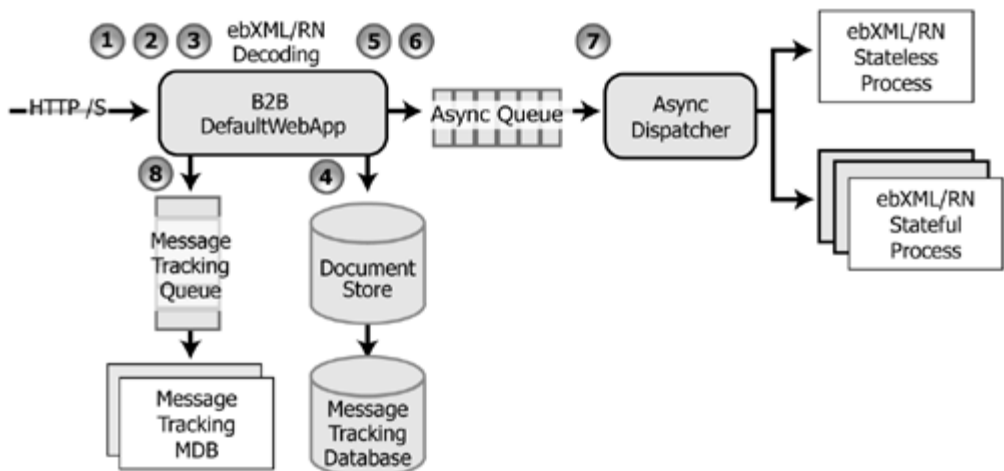 1 2 3
ebXML/RN
Decoding
5 6
7
HTTP /S
B2B
DefaultWebApp
Async Queue
Async
Dispatcher
ebXML/RN
Stateless
Process
ebXML/RN
Stateful
Process
8
4
Message
Tracking
Queue
Document
Store
Message
Tracking
MDB
Message
Tracking
Database